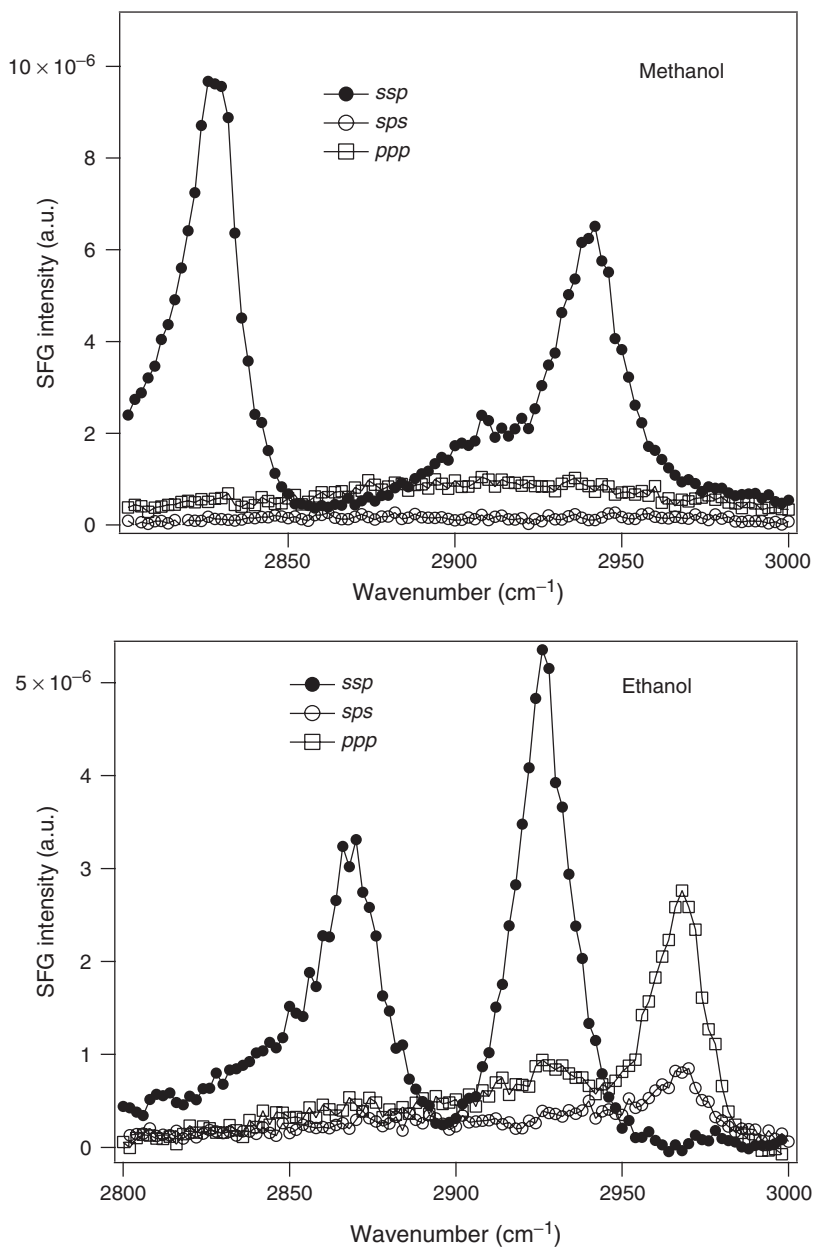 10 × 10⁻⁶
8
6
4
2
0
SFG intensity (a.u.)
Methanol
ssp
sps
ppp
2850
2900
2950
3000
Wavenumber (cm⁻¹)
5 × 10⁻⁶
4
3
2
1
0
SFG intensity (a.u.)
Ethanol
ssp
sps
ppp
2800
2850
2900
2950
3000
Wavenumber (cm⁻¹)